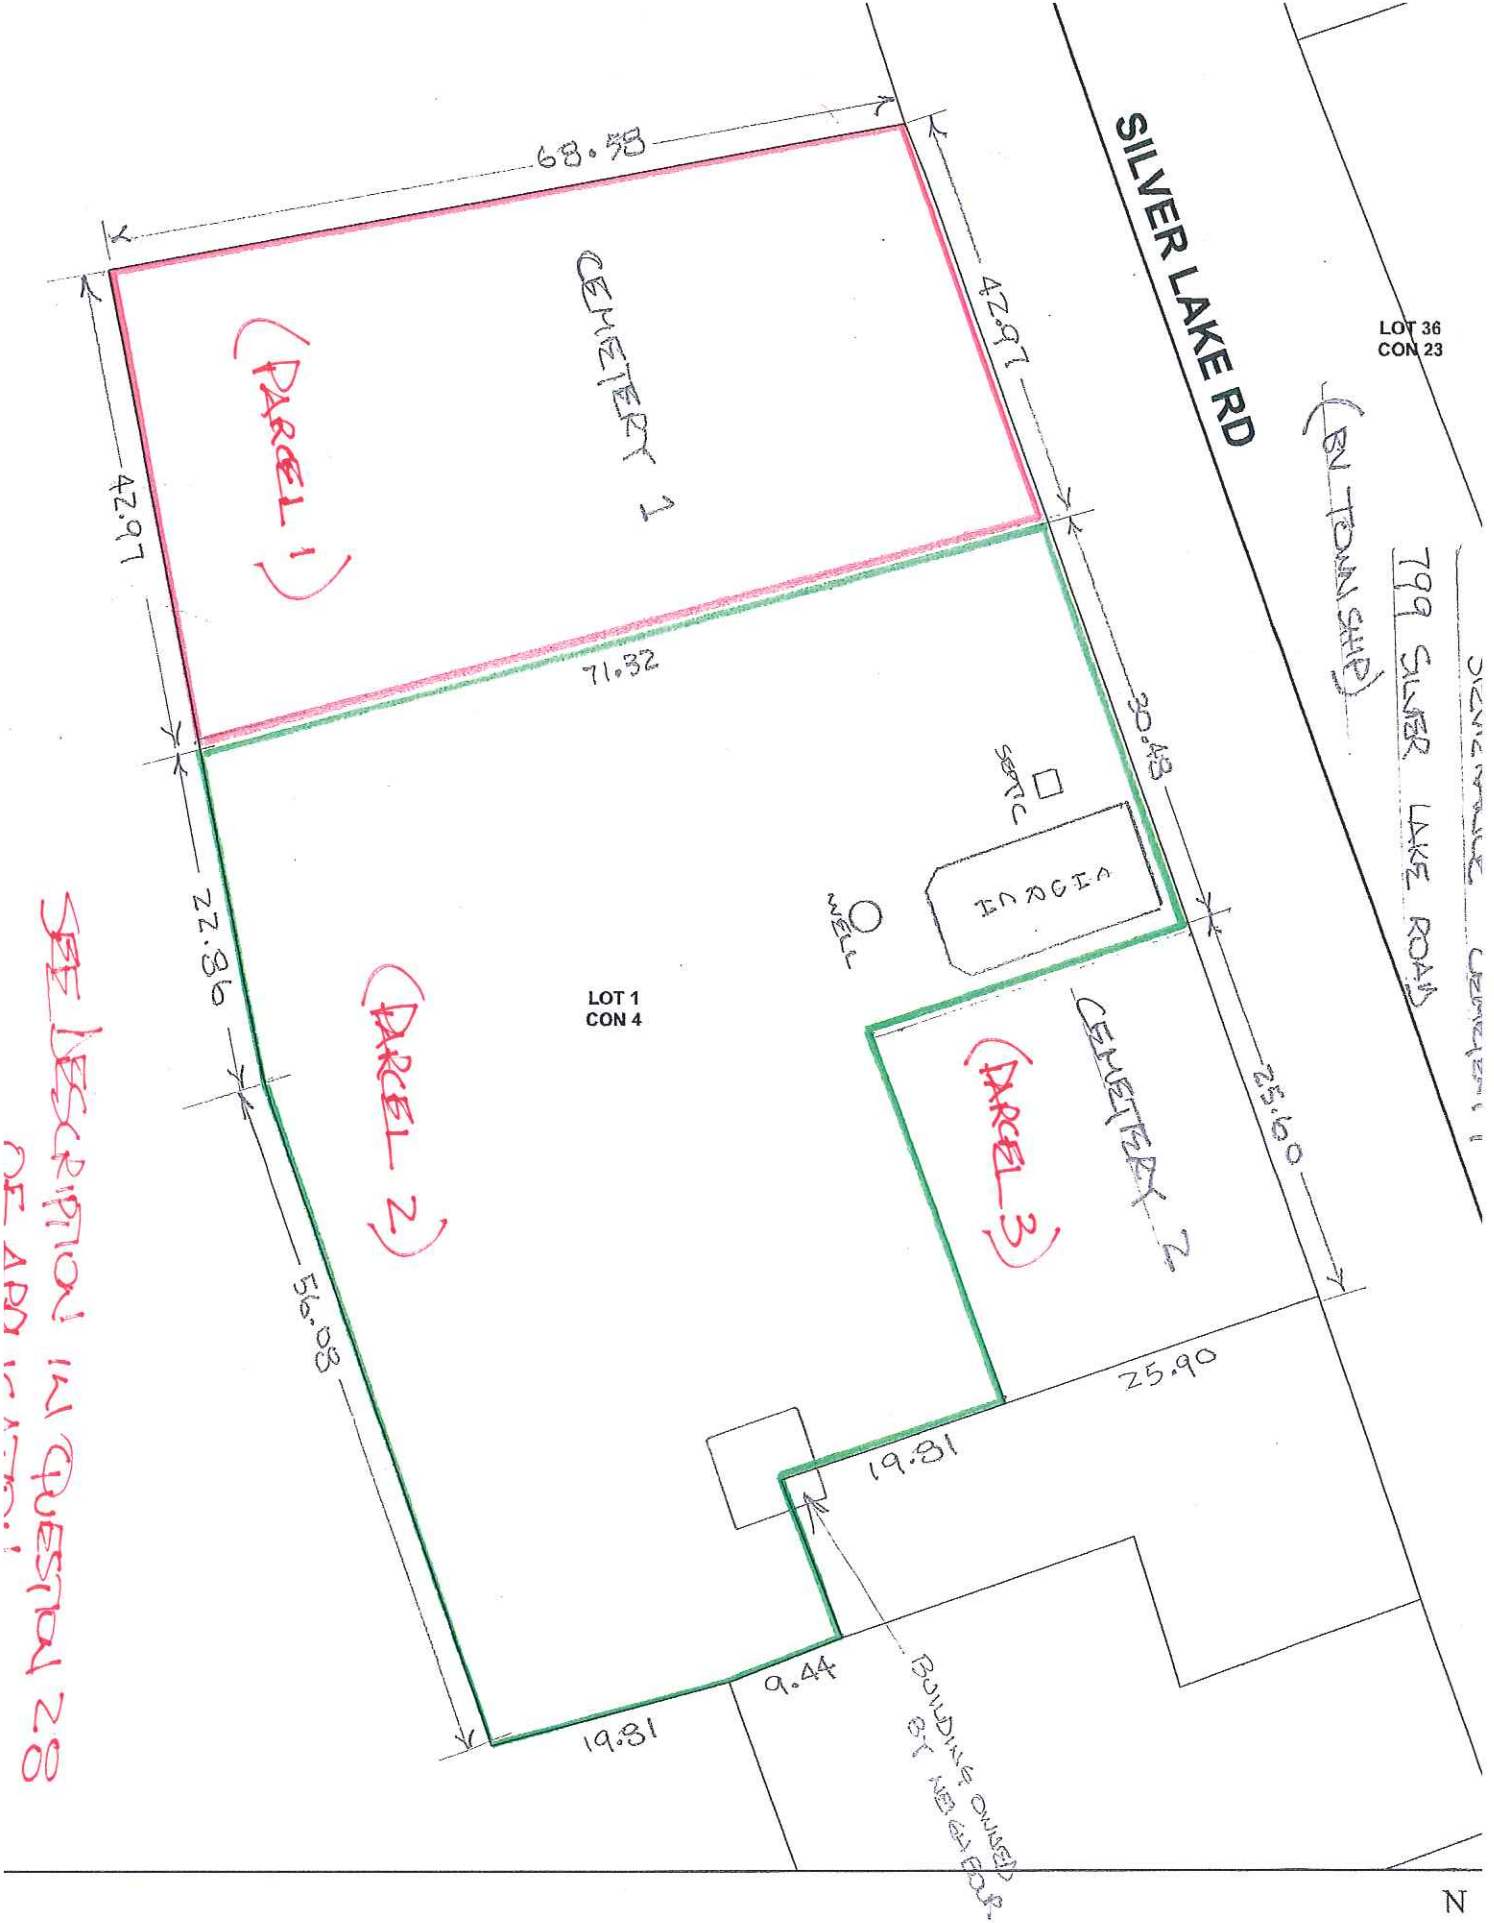 SILVER LAKE RD
LOT 36
CON 23
(BY TOWNSHIP)
799 SILVER LAKE ROAD
68.58
42.97
CEMETERY 1
(PARCEL 1)
42.97
71.32
30.48
SEPTIC
WELL
22.86
LOT 1
CON 4
(PARCEL 2)
CEMETERY 2
(PARCEL 3)
25.60
25.90
19.81
56.08
9.44
19.81
BUILDING OWNED
BY NEIGHBOUR
SEE DESCRIPTION IN QUESTION 28
N